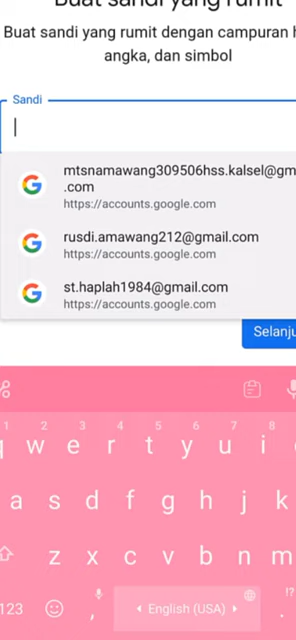 Buat sandi yang rumit
Buat sandi yang rumit dengan campuran h
angka, dan simbol
Sandi
mtsnamawang309506hss.kalsel@gm
.com
https://accounts.google.com
rusdi.amawang212@gmail.com
https://accounts.google.com
st.haplah1984@gmail.com
https://accounts.google.com
Selanju
1 2 3 4 5 6 7 8
q w e r t y u i
a s d f g h j k
z x c v b n m
123 , English (USA) . !?